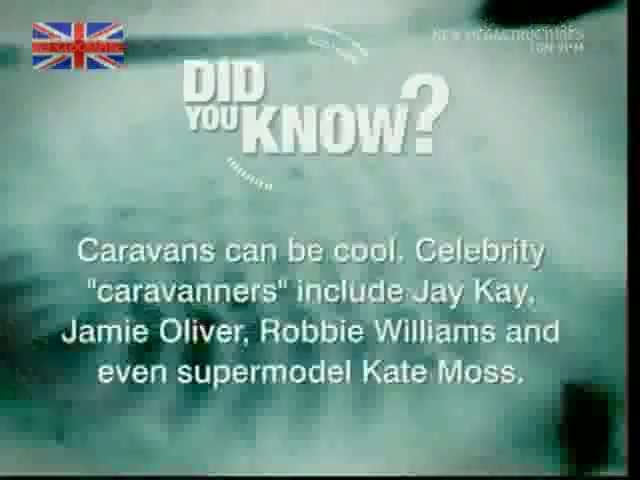 DID
YOU KNOW?
Caravans can be cool. Celebrity
"caravanners" include Jay Kay,
Jamie Oliver, Robbie Williams and
even supermodel Kate Moss.